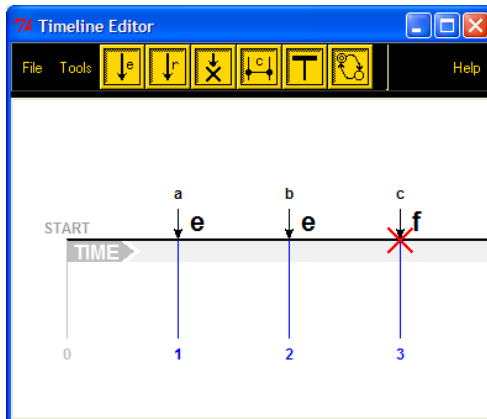 Timeline Editor
File Tools e r c Help
a b c
e e f
START
TIME
0 1 2 3